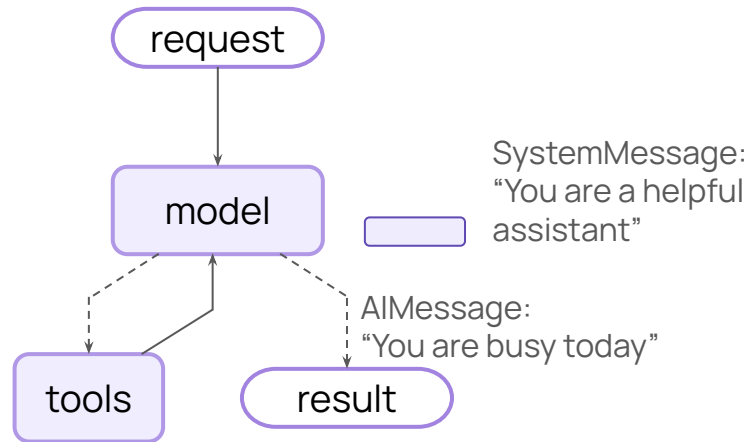 request
SystemMessage:
“You are a helpful
assistant”
model
AIMessage:
“You are busy today”
tools
result